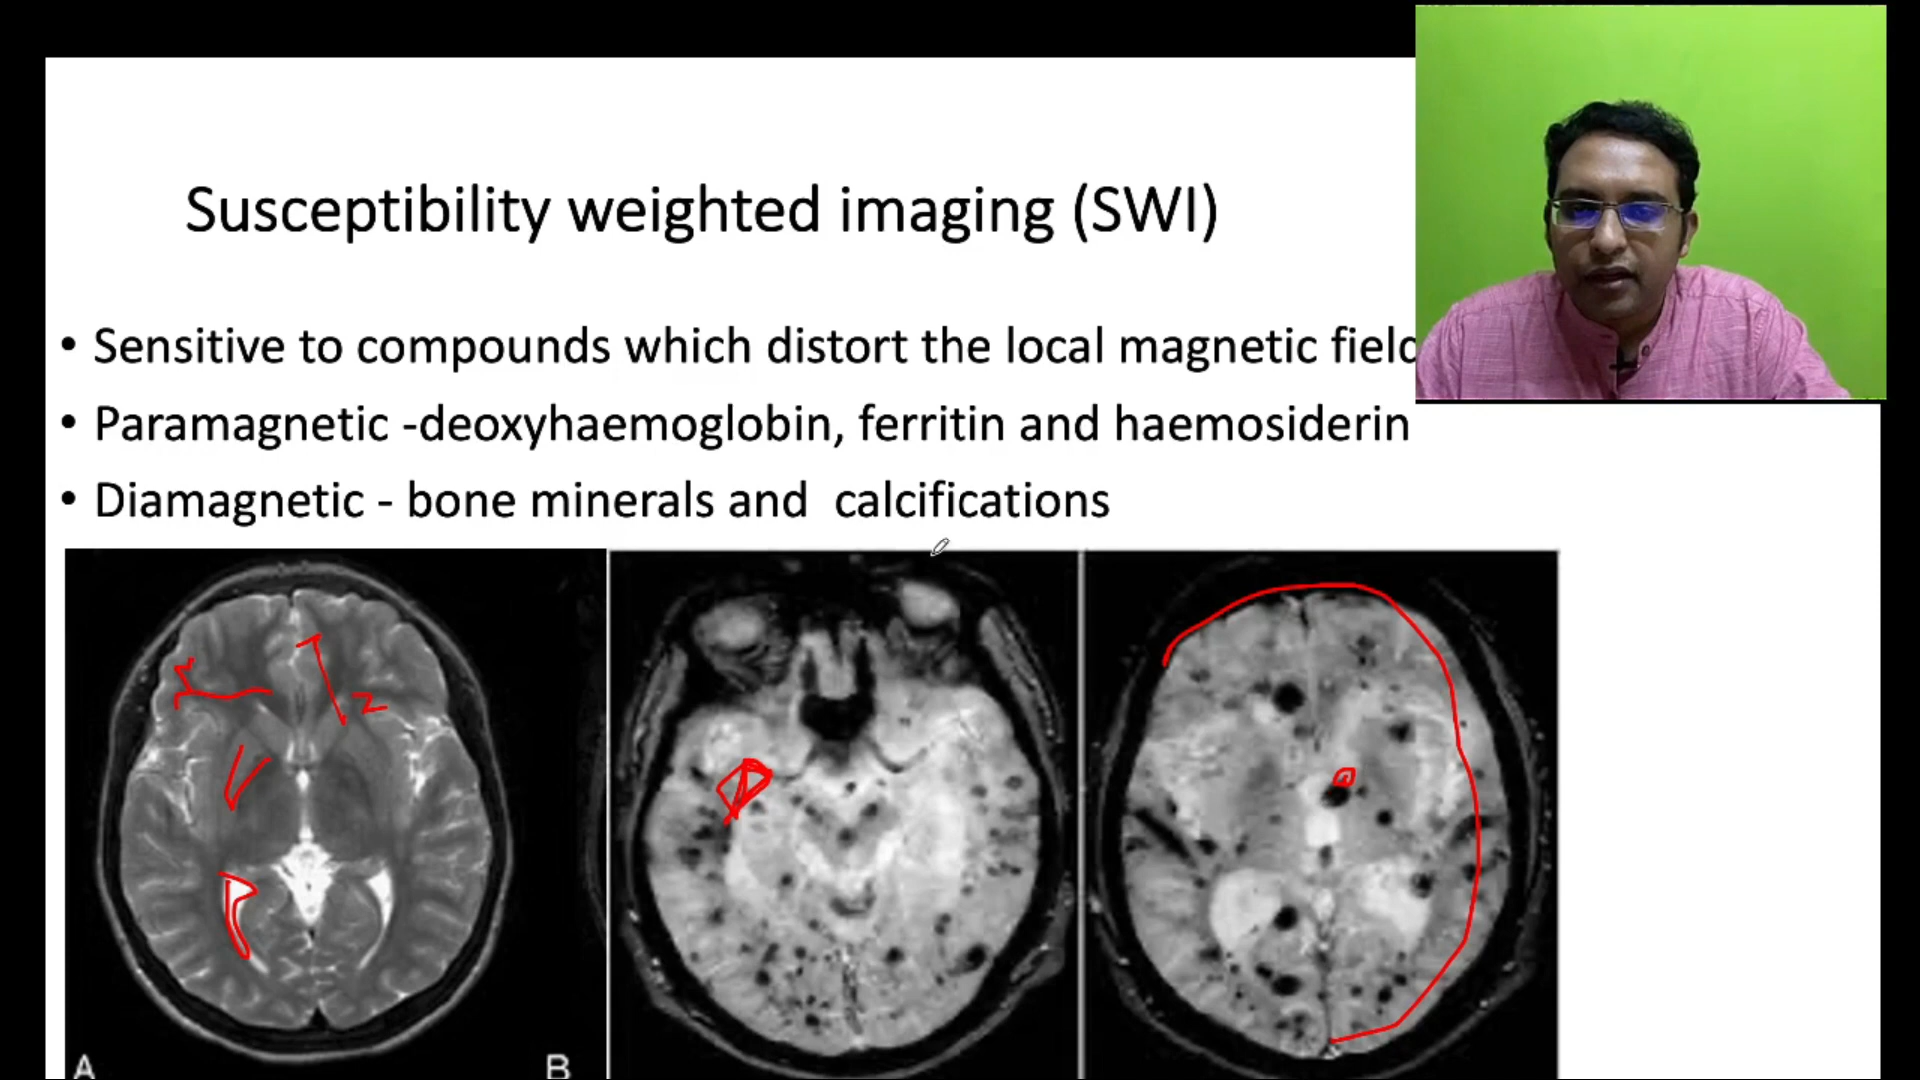 Susceptibility weighted imaging (SWI)
• Sensitive to compounds which distort the local magnetic field
• Paramagnetic -deoxyhaemoglobin, ferritin and haemosiderin
• Diamagnetic - bone minerals and calcifications
A
B